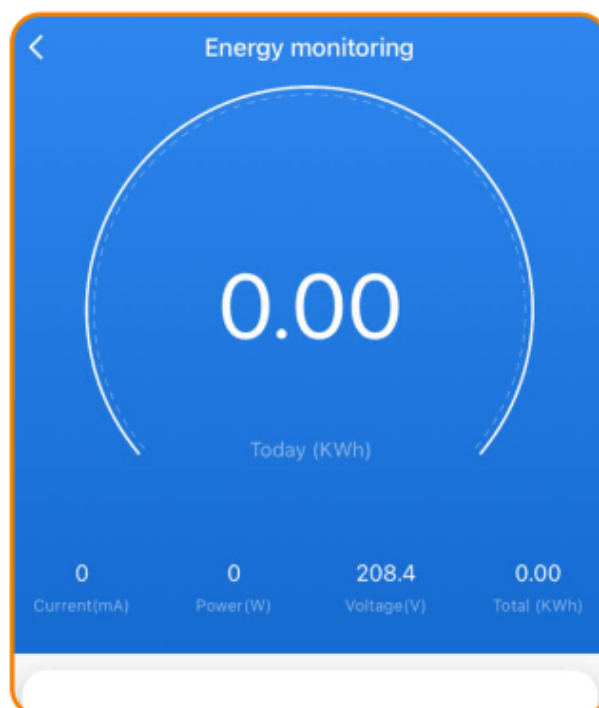 Energy monitoring
0.00
Today (KWh)
0 0 208.4 0.00
Current(mA) Power(W) Voltage(V) Total (KWh)